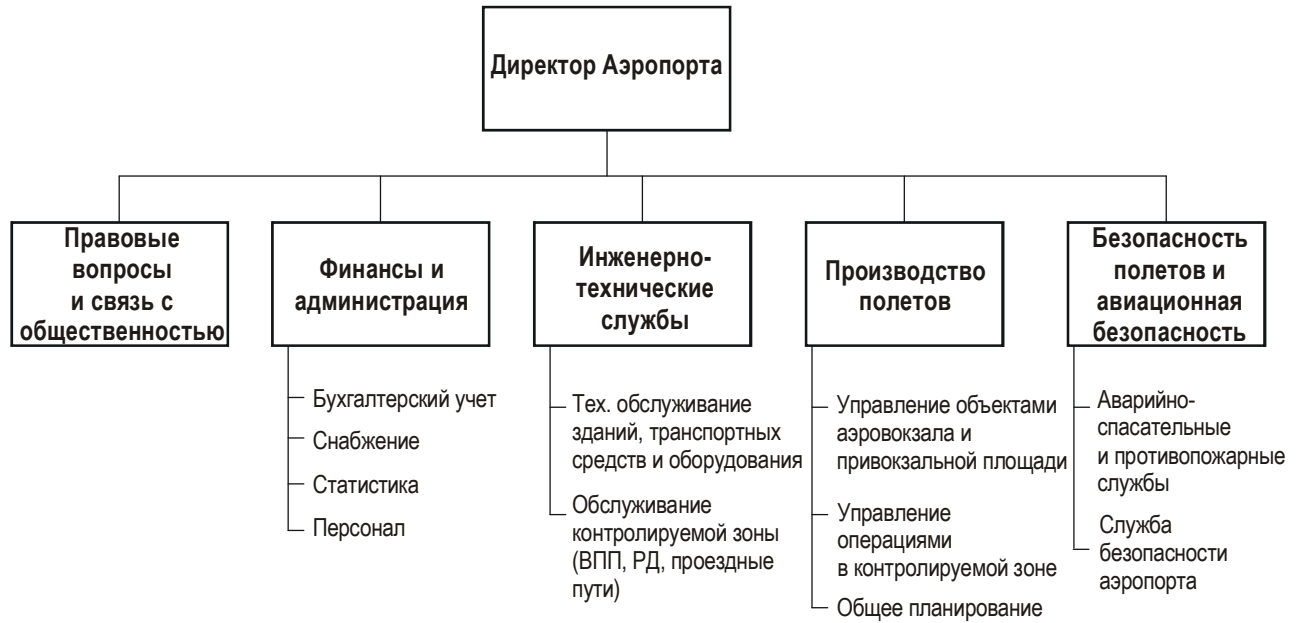 Директор Аэропорта
Правовые
вопросы
и связь с
общественностью
Финансы и
администрация
Инженерно-
технические
службы
Производство
полетов
Безопасность
полетов и
авиационная
безопасность
Бухгалтерский учет
Снабжение
Статистика
Персонал
Тех. обслуживание
зданий, транспортных
средств и оборудования
Обслуживание
контролируемой зоны
(ВПП, РД, проездные
пути)
Управление объектами
аэровокзала и
привокзальной площади
Управление
операциями
в контролируемой зоне
Общее планирование
Аварийно-
спасательные
и противопожарные
службы
Служба
безопасности
аэропорта